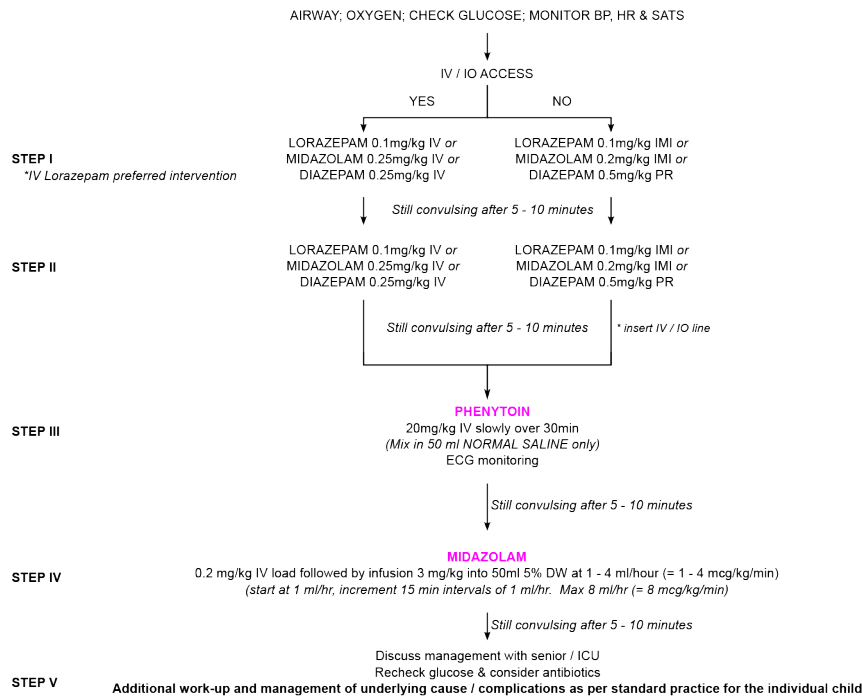 AIRWAY; OXYGEN; CHECK GLUCOSE; MONITOR BP, HR & SATS
IV / IO ACCESS
YES
NO
STEP I
*IV Lorazepam preferred intervention
LORAZEPAM 0.1mg/kg IV or
MIDAZOLAM 0.25mg/kg IV or
DIAZEPAM 0.25mg/kg IV
LORAZEPAM 0.1mg/kg IMI or
MIDAZOLAM 0.2mg/kg IMI or
DIAZEPAM 0.5mg/kg PR
Still convulsing after 5 - 10 minutes
STEP II
LORAZEPAM 0.1mg/kg IV or
MIDAZOLAM 0.25mg/kg IV or
DIAZEPAM 0.25mg/kg IV
LORAZEPAM 0.1mg/kg IMI or
MIDAZOLAM 0.2mg/kg IMI or
DIAZEPAM 0.5mg/kg PR
Still convulsing after 5 - 10 minutes
* insert IV / IO line
STEP III
PHENYTOIN
20mg/kg IV slowly over 30min
(Mix in 50 ml NORMAL SALINE only)
ECG monitoring
Still convulsing after 5 - 10 minutes
STEP IV
MIDAZOLAM
0.2 mg/kg IV load followed by infusion 3 mg/kg into 50ml 5% DW at 1 - 4 ml/hour (= 1 - 4 mcg/kg/min)
(start at 1 ml/hr, increment 15 min intervals of 1 ml/hr. Max 8 ml/hr (= 8 mcg/kg/min)
Still convulsing after 5 - 10 minutes
STEP V
Discuss management with senior / ICU
Recheck glucose & consider antibiotics
Additional work-up and management of underlying cause / complications as per standard practice for the individual child